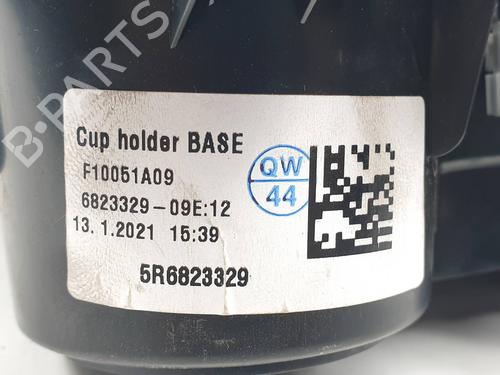 B-PARTS
Cup holder BASE
F10051A09
6823329-09E:12
13. 1.2021 15:39
QW
44
5R6823329